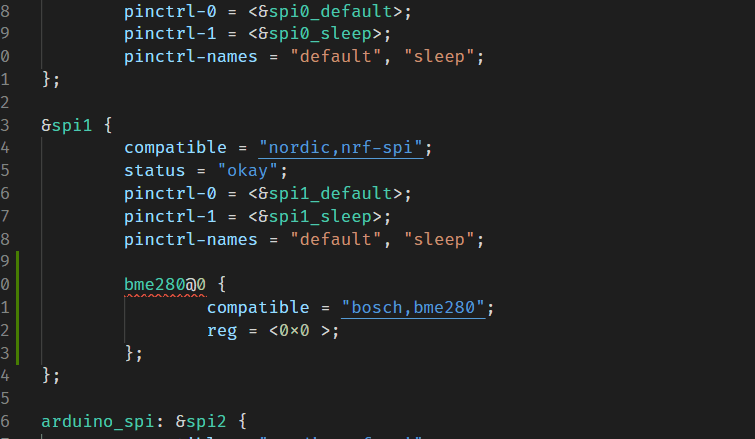 8 pinctrl-0 = <&spi0_default>;
9 pinctrl-1 = <&spi0_sleep>;
0 pinctrl-names = "default", "sleep";
1 };
2
3 &spi1 {
4 compatible = "nordic,nrf-spi";
5 status = "okay";
6 pinctrl-0 = <&spi1_default>;
7 pinctrl-1 = <&spi1_sleep>;
8 pinctrl-names = "default", "sleep";
9
0 bme280@0 {
1 compatible = "bosch,bme280";
2 reg = <0×0 >;
3 };
4 };
5
6 arduino_spi: &spi2 {